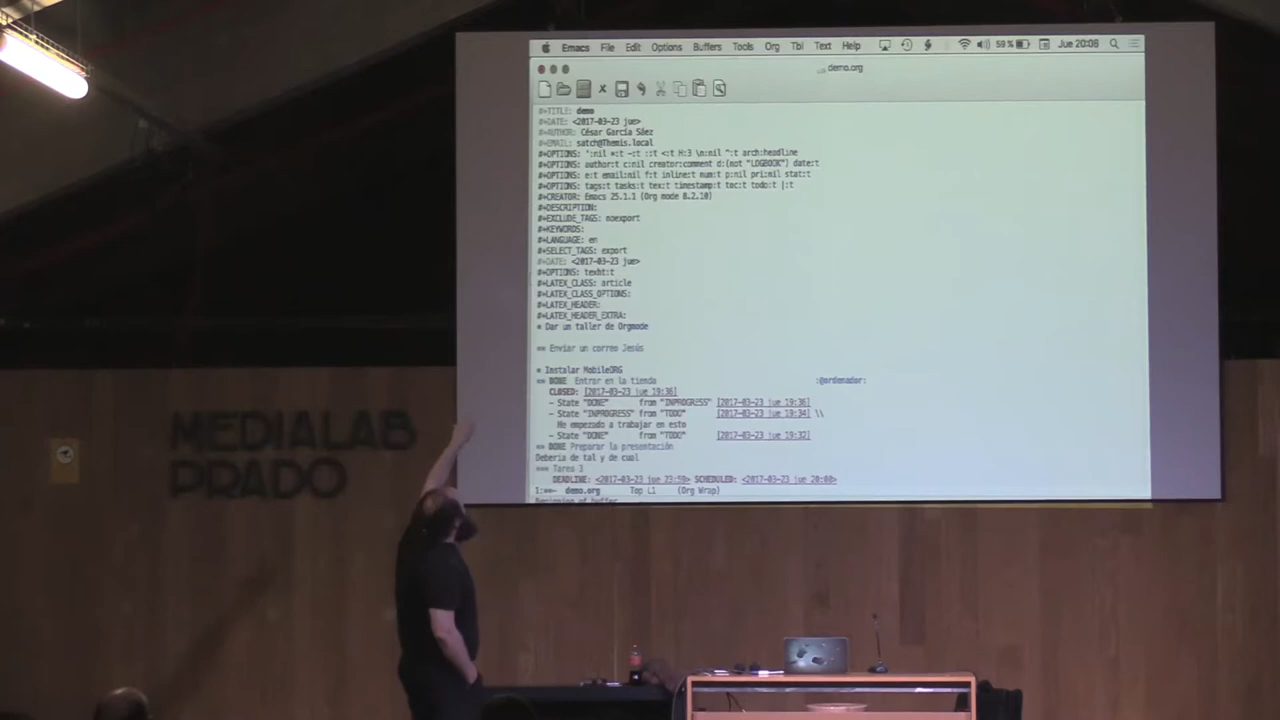 Emacs File Edit Options Buffers Tools Org Tbl Text Help 59% Jue 20:08
demo.org
#+TITLE: demo
#+DATE: <2017-03-23 jue>
#+AUTHOR: César García Sáez
#+EMAIL: satch@Themis.local
#+OPTIONS: ':nil *:t -:t ::t <:t H:3 \n:nil ^:t arch:headline
#+OPTIONS: author:t c:nil creator:comment d:(not "LOGBOOK") date:t
#+OPTIONS: e:t email:nil f:t inline:t num:t p:nil pri:nil stat:t
#+OPTIONS: tags:t tasks:t tex:t timestamp:t toc:t todo:t |:t
#+CREATOR: Emacs 25.1.1 (Org mode 8.2.10)
#+DESCRIPTION:
#+EXCLUDE_TAGS: noexport
#+KEYWORDS:
#+LANGUAGE: en
#+SELECT_TAGS: export
#+DATE: <2017-03-23 jue>
#+OPTIONS: texht:t
#+LATEX_CLASS: article
#+LATEX_CLASS_OPTIONS:
#+LATEX_HEADER:
#+LATEX_HEADER_EXTRA:
* Dar un taller de Orgmode
** Enviar un correo Jesús
* Instalar MobileORG
** DONE Entrar en la tienda :@ordenador:
CLOSED: [2017-03-23 jue 19:36]
- State "DONE" from "INPROGRESS" [2017-03-23 jue 19:36]
- State "INPROGRESS" from "TODO" [2017-03-23 jue 19:34] \\
He empezado a trabajar en esto
- State "DONE" from "TODO" [2017-03-23 jue 19:32]
** DONE Preparar la presentación
Deberia de tal y de cual
*** Tarea 3
DEADLINE: <2017-03-23 jue 23:59> SCHEDULED: <2017-03-23 jue 20:00>
1:**- demo.org Top L1 (Org Wrap)
Beginning of buffer
MEDIALAB
PRADO